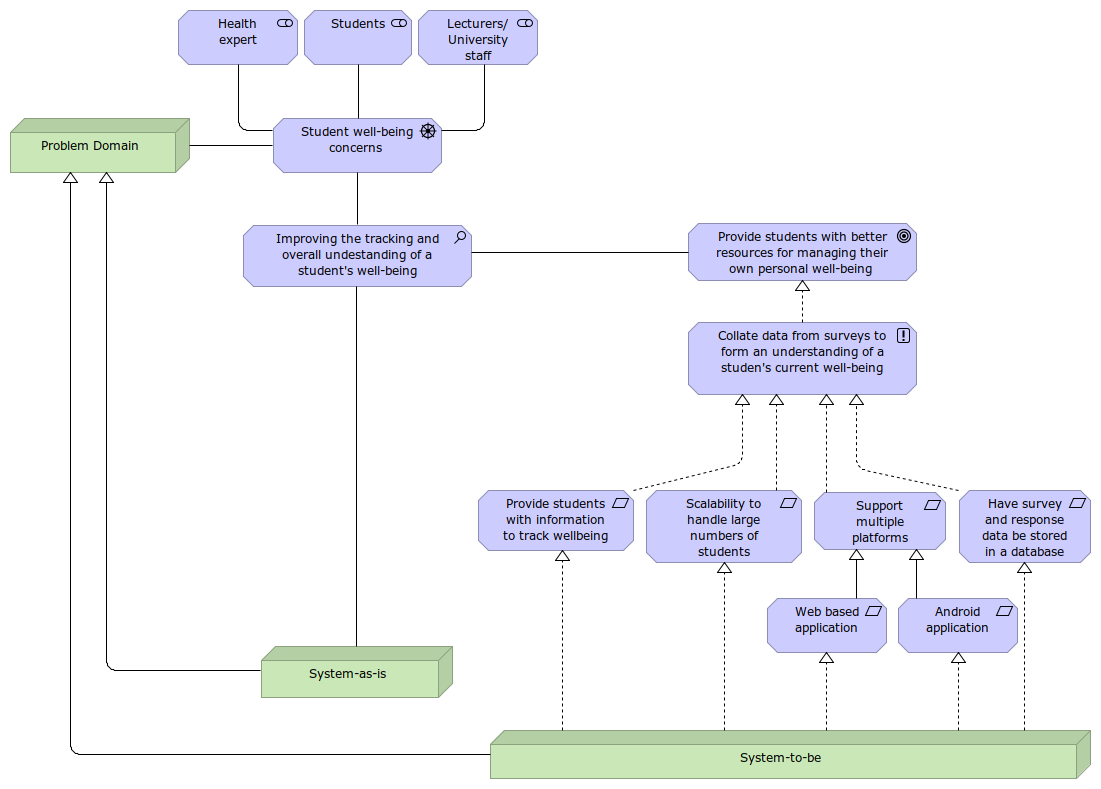 Health
expert
Students
Lecturers/
University
staff
Problem Domain
Student well-being
concerns
Improving the tracking and
overall undestanding of a
student's well-being
Provide students with better
resources for managing their
own personal well-being
Collate data from surveys to
form an understanding of a
studen's current well-being
Provide students
with information
to track wellbeing
Scalability to
handle large
numbers of
students
Support
multiple
platforms
Have survey
and response
data be stored
in a database
Web based
application
Android
application
System-as-is
System-to-be